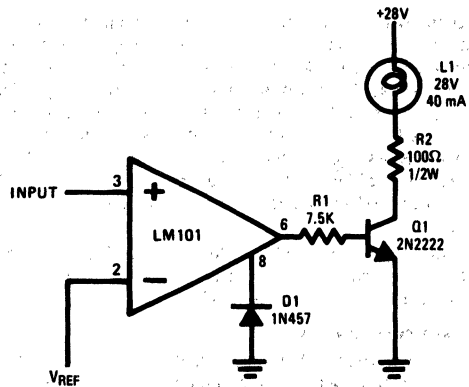 +28V
L1
28V
40 mA
R2
100Ω
1/2W
3
+
INPUT
LM101
6
R1
7.5K
Q1
2N2222
2
−
8
D1
1N457
VREF